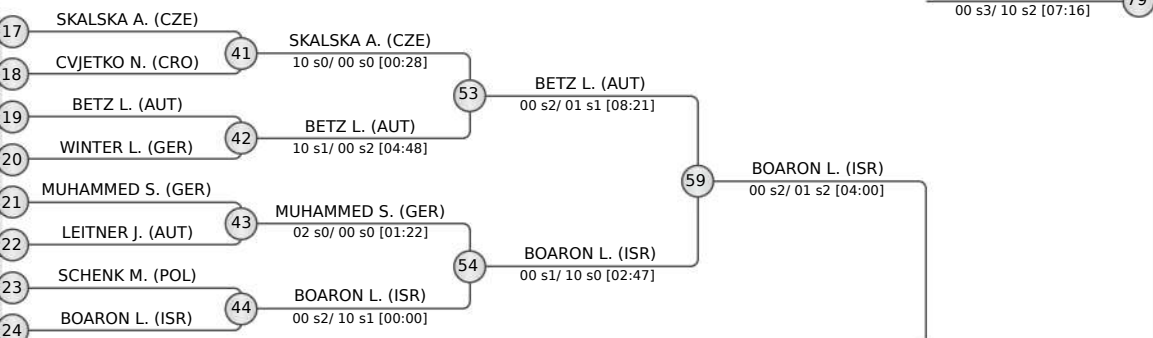 00 s3/ 10 s2 [07:16]
17
SKALSKA A. (CZE)
18
CVJETKO N. (CRO)
41
SKALSKA A. (CZE)
10 s0/ 00 s0 [00:28]
19
BETZ L. (AUT)
20
WINTER L. (GER)
42
BETZ L. (AUT)
10 s1/ 00 s2 [04:48]
53
BETZ L. (AUT)
00 s2/ 01 s1 [08:21]
21
MUHAMMED S. (GER)
22
LEITNER J. (AUT)
43
MUHAMMED S. (GER)
02 s0/ 00 s0 [01:22]
23
SCHENK M. (POL)
24
BOARON L. (ISR)
44
BOARON L. (ISR)
00 s2/ 10 s1 [00:00]
54
BOARON L. (ISR)
00 s1/ 10 s0 [02:47]
59
BOARON L. (ISR)
00 s2/ 01 s2 [04:00]